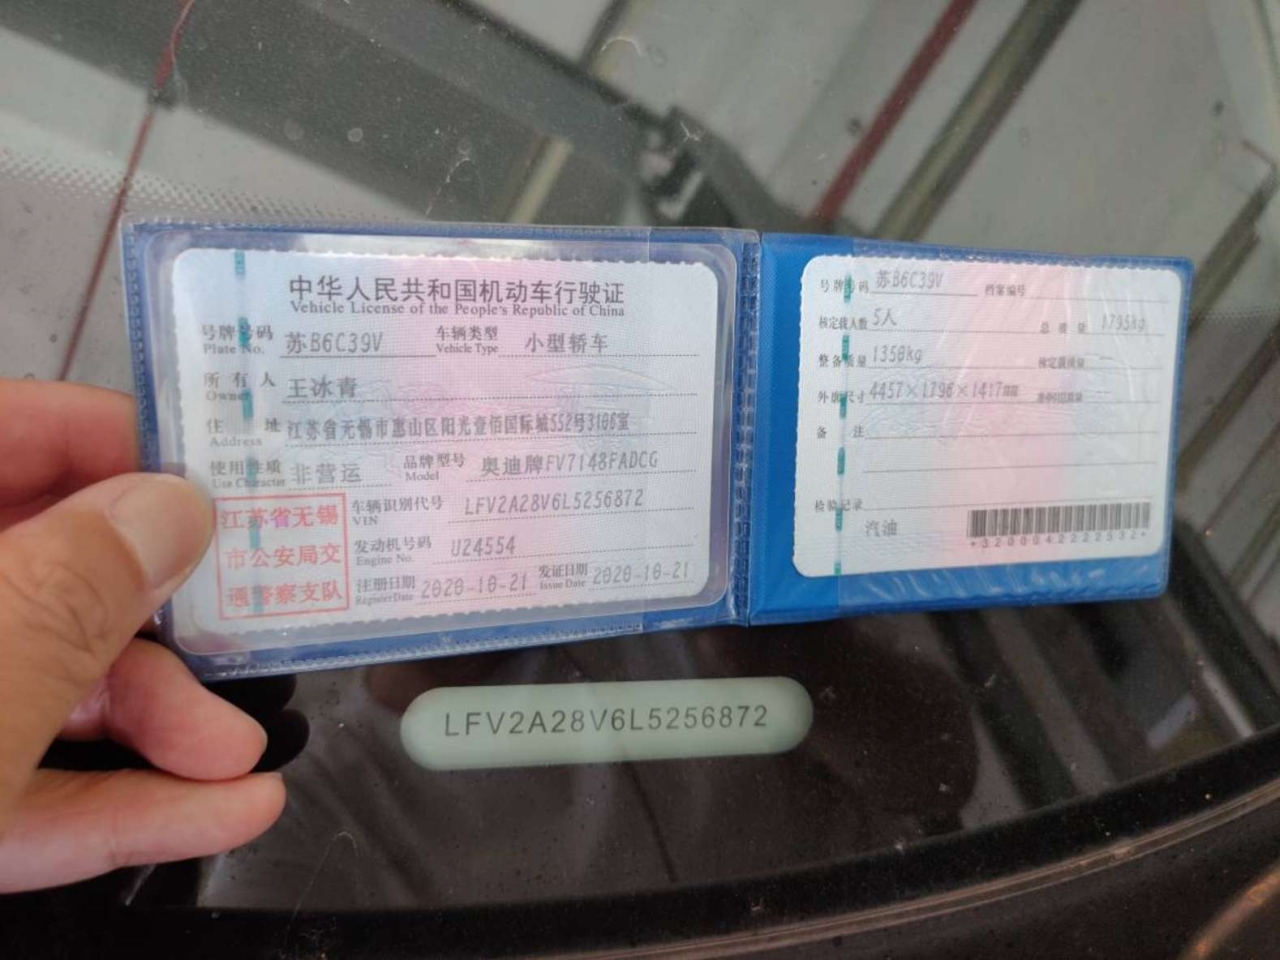 中华人民共和国机动车行驶证
Vehicle License of the People's Republic of China
号牌号码 苏B6C39V 车辆类型 小型轿车
Plate No. Vehicle Type
所有人 王冰青
Owner
住址 江苏省无锡市惠山区阳光壹佰国际城552号3106室
Address
使用性质 非营运 品牌型号 奥迪牌FV7148FADCG
Use Character Model
江苏省无锡
市公安局交
通警察支队
车辆识别代号 LFV2A28V6L5256872
VIN
发动机号码 U24554
Engine No.
注册日期 2020-10-21 发证日期 2020-10-21
Register Date Issue Date
号牌号码 苏B6C39V 档案编号
核定载人数 5人 总质量 1795kg
整备质量 1350kg 核定载质量
外廓尺寸 4457×1796×1417mm
备注
检验记录
汽油
LFV2A28V6L5256872